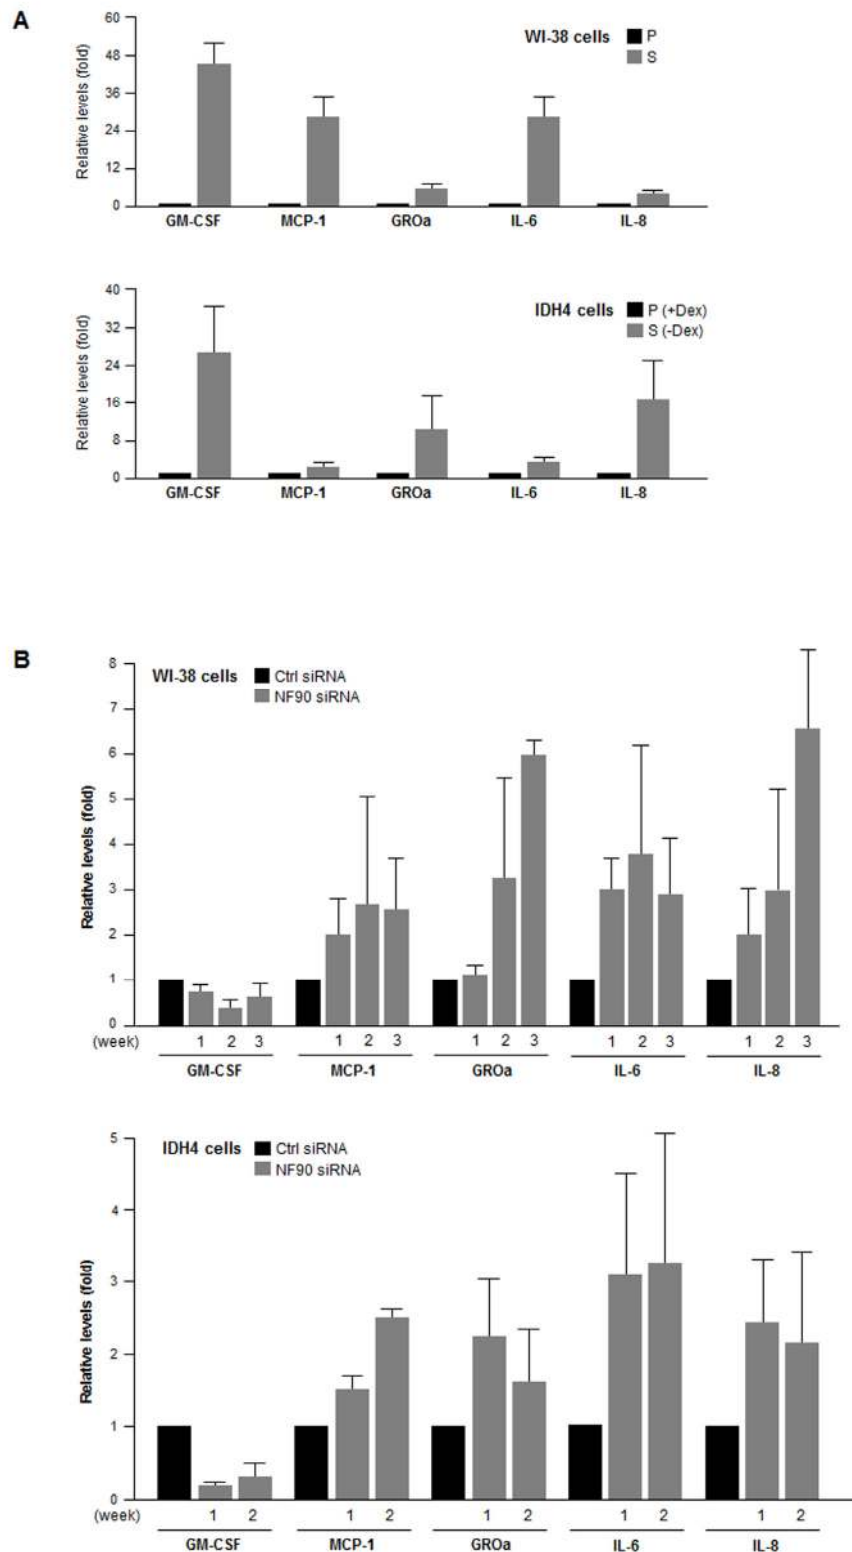 A
60
48
36
24
12
0
Relative levels (fold)
WI-38 cells
P
S
GM-CSF MCP-1 GROa IL-6 IL-8
40
32
24
16
8
0
Relative levels (fold)
IDH4 cells
P (+Dex)
S (-Dex)
GM-CSF MCP-1 GROa IL-6 IL-8
B
8
7
6
5
4
3
2
1
0
Relative levels (fold)
WI-38 cells
Ctrl siRNA
NF90 siRNA
(week) 1 2 3 1 2 3 1 2 3 1 2 3 1 2 3
GM-CSF MCP-1 GROa IL-6 IL-8
5
4
3
2
1
0
Relative levels (fold)
IDH4 cells
Ctrl siRNA
NF90 siRNA
(week) 1 2 1 2 1 2 1 2 1 2
GM-CSF MCP-1 GROa IL-6 IL-8